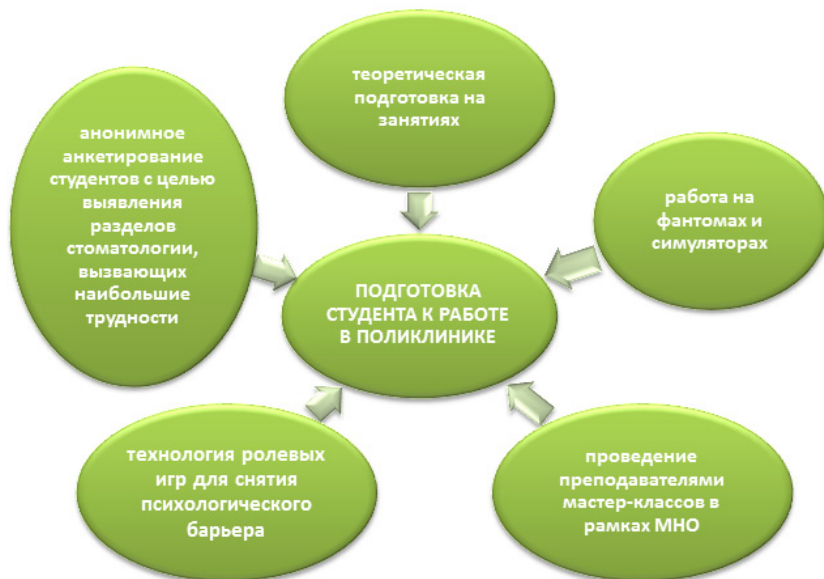 теоретическая
подготовка на
занятиях
анонимное
анкетирование
студентов с целью
выявления
разделов
стоматологии,
вызывающих
наибольшие
трудности
работа на
фантомах и
симуляторах
ПОДГОТОВКА
СТУДЕНТА К РАБОТЕ
В ПОЛИКЛИНИКЕ
технология ролевых
игр для снятия
психологического
барьера
проведение
преподавателями
мастер-классов в
рамках МНО